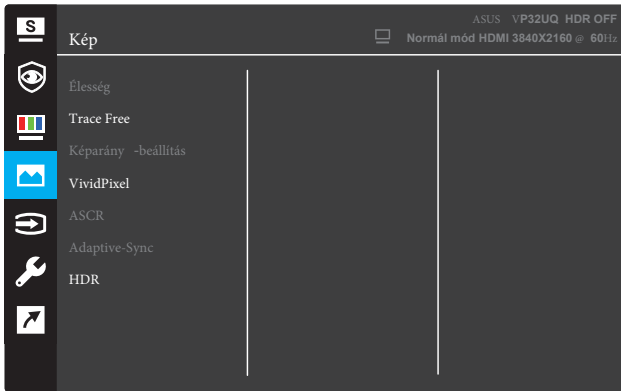 S
ASUS VP32UQ HDR OFF
Kép
Normál mód HDMI 3840X2160 @ 60Hz
Élesség
Trace Free
Képarány -beállítás
VividPixel
ASCR
Adaptive-Sync
HDR